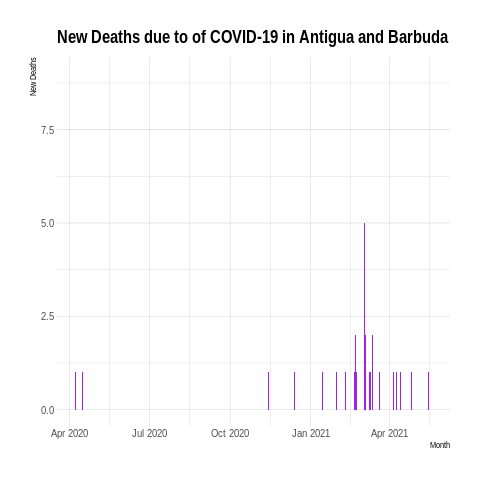 New Deaths due to of COVID-19 in Antigua and Barbuda
New Deaths
7.5
5.0
2.5
0.0
Apr 2020 Jul 2020 Oct 2020 Jan 2021 Apr 2021
Month